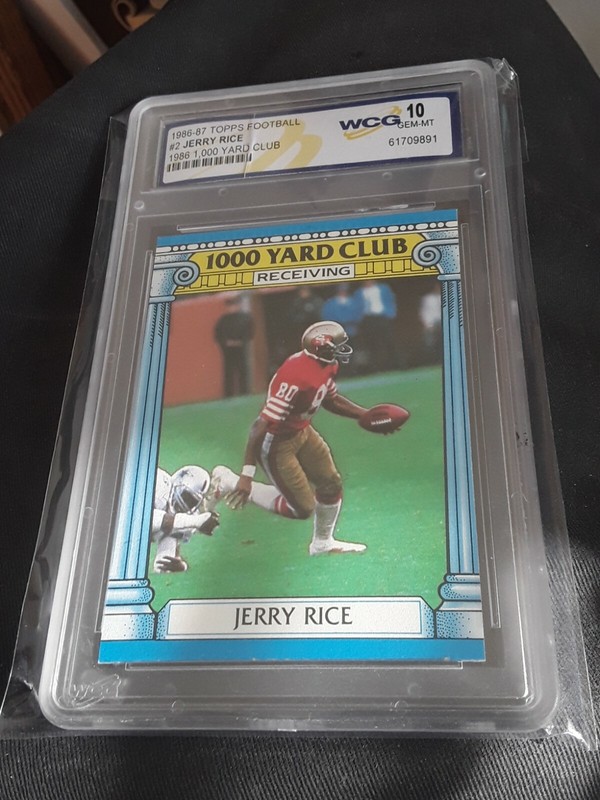 1986-87 TOPPS FOOTBALL
#2 JERRY RICE
1986 1,000 YARD CLUB
WCG 10
GEM-MT
61709891
1000 YARD CLUB
RECEIVING
80
JERRY RICE
WCG